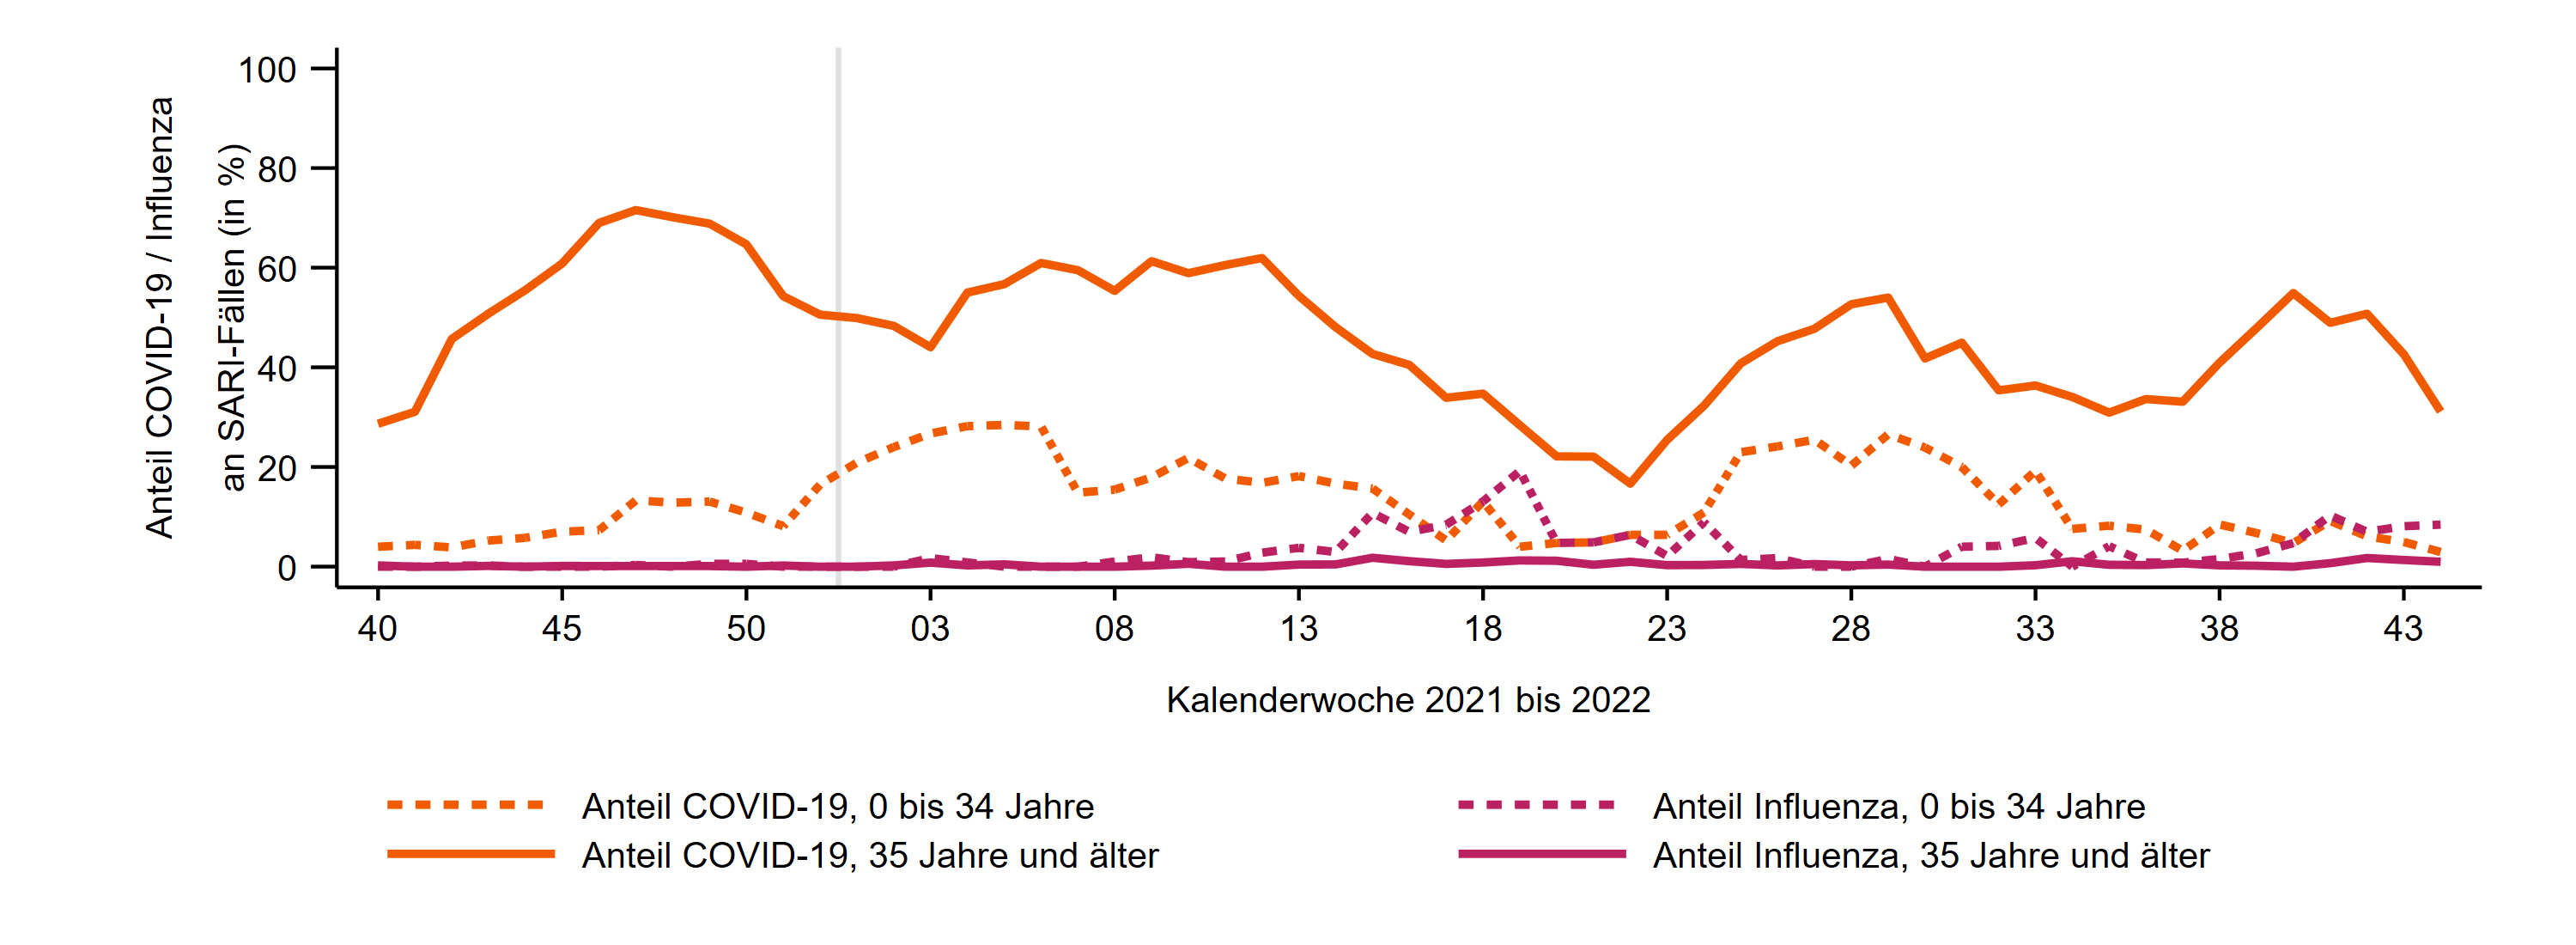 Anteil COVID-19 / Influenza
an SARI-Fällen (in %)
100
80
60
40
20
0
40 45 50 03 08 13 18 23 28 33 38 43
Kalenderwoche 2021 bis 2022
Anteil COVID-19, 0 bis 34 Jahre
Anteil COVID-19, 35 Jahre und älter
Anteil Influenza, 0 bis 34 Jahre
Anteil Influenza, 35 Jahre und älter